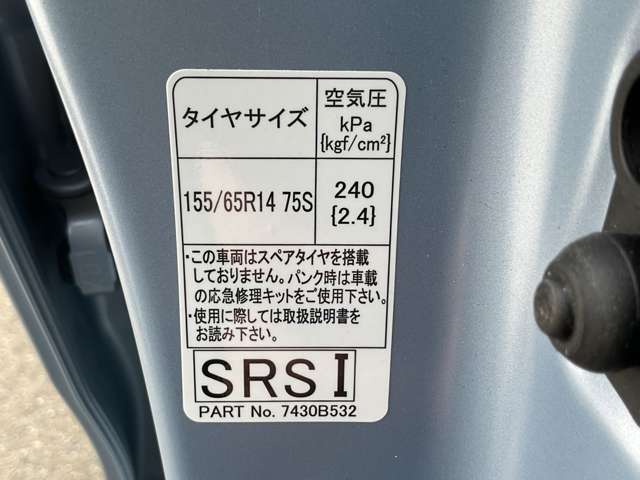 タイヤサイズ
空気圧
kPa
{kgf/cm²}
155/65R14 75S
240
{2.4}
・この車両はスペアタイヤを搭載
しておりません。パンク時は車載
の応急修理キットをご使用下さい。
・使用に際しては取扱説明書を
お読み下さい。
SRS I
PART No. 7430B532